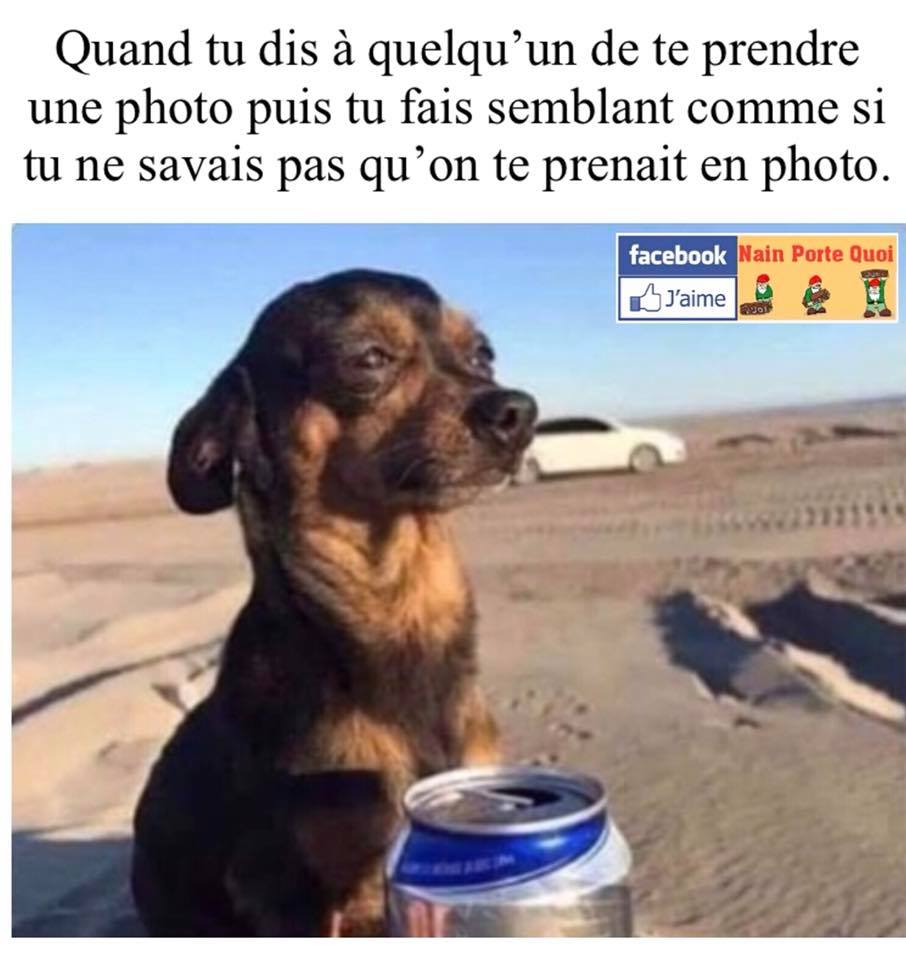 Quand tu dis à quelqu’un de te prendre
une photo puis tu fais semblant comme si
tu ne savais pas qu’on te prenait en photo.
facebook Nain Porte Quoi
J’aime